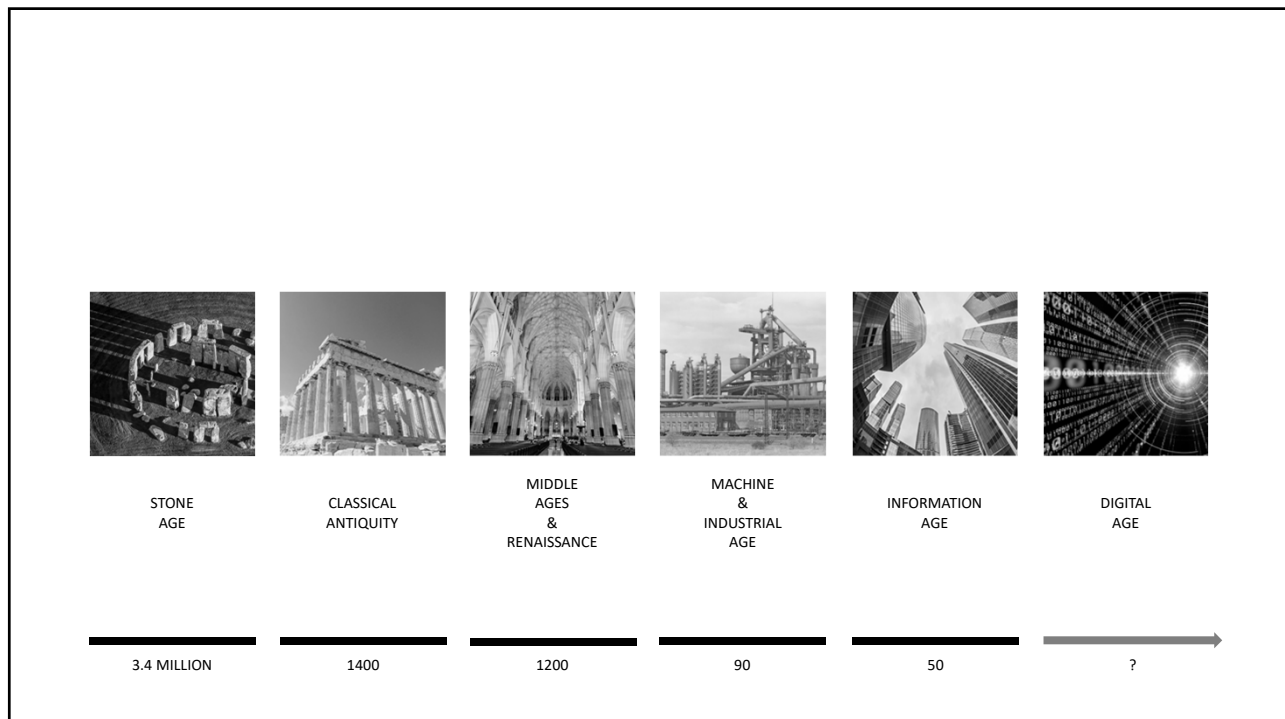 STONE
AGE
CLASSICAL
ANTIQUITY
MIDDLE
AGES
&
RENAISSANCE
MACHINE
&
INDUSTRIAL
AGE
INFORMATION
AGE
DIGITAL
AGE
3.4 MILLION
1400
1200
90
50
?